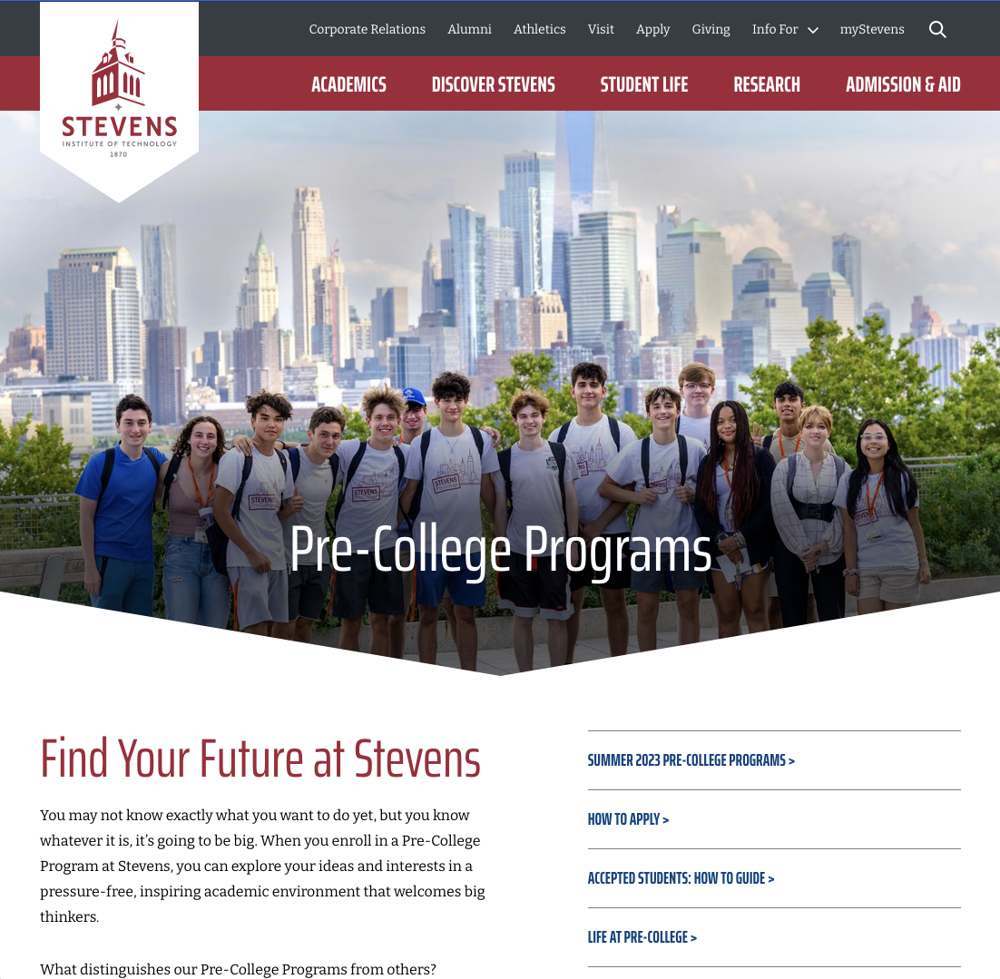 Corporate Relations Alumni Athletics Visit Apply Giving Info For myStevens
STEVENS
INSTITUTE OF TECHNOLOGY
1870
ACADEMICS DISCOVER STEVENS STUDENT LIFE RESEARCH ADMISSION & AID
STEVENS
STEVENS
STEVENS
Pre-College Programs
Find Your Future at Stevens
You may not know exactly what you want to do yet, but you know
whatever it is, it’s going to be big. When you enroll in a Pre-College
Program at Stevens, you can explore your ideas and interests in a
pressure-free, inspiring academic environment that welcomes big
thinkers.
What distinguishes our Pre-College Programs from others?
SUMMER 2023 PRE-COLLEGE PROGRAMS >
HOW TO APPLY >
ACCEPTED STUDENTS: HOW TO GUIDE >
LIFE AT PRE-COLLEGE >